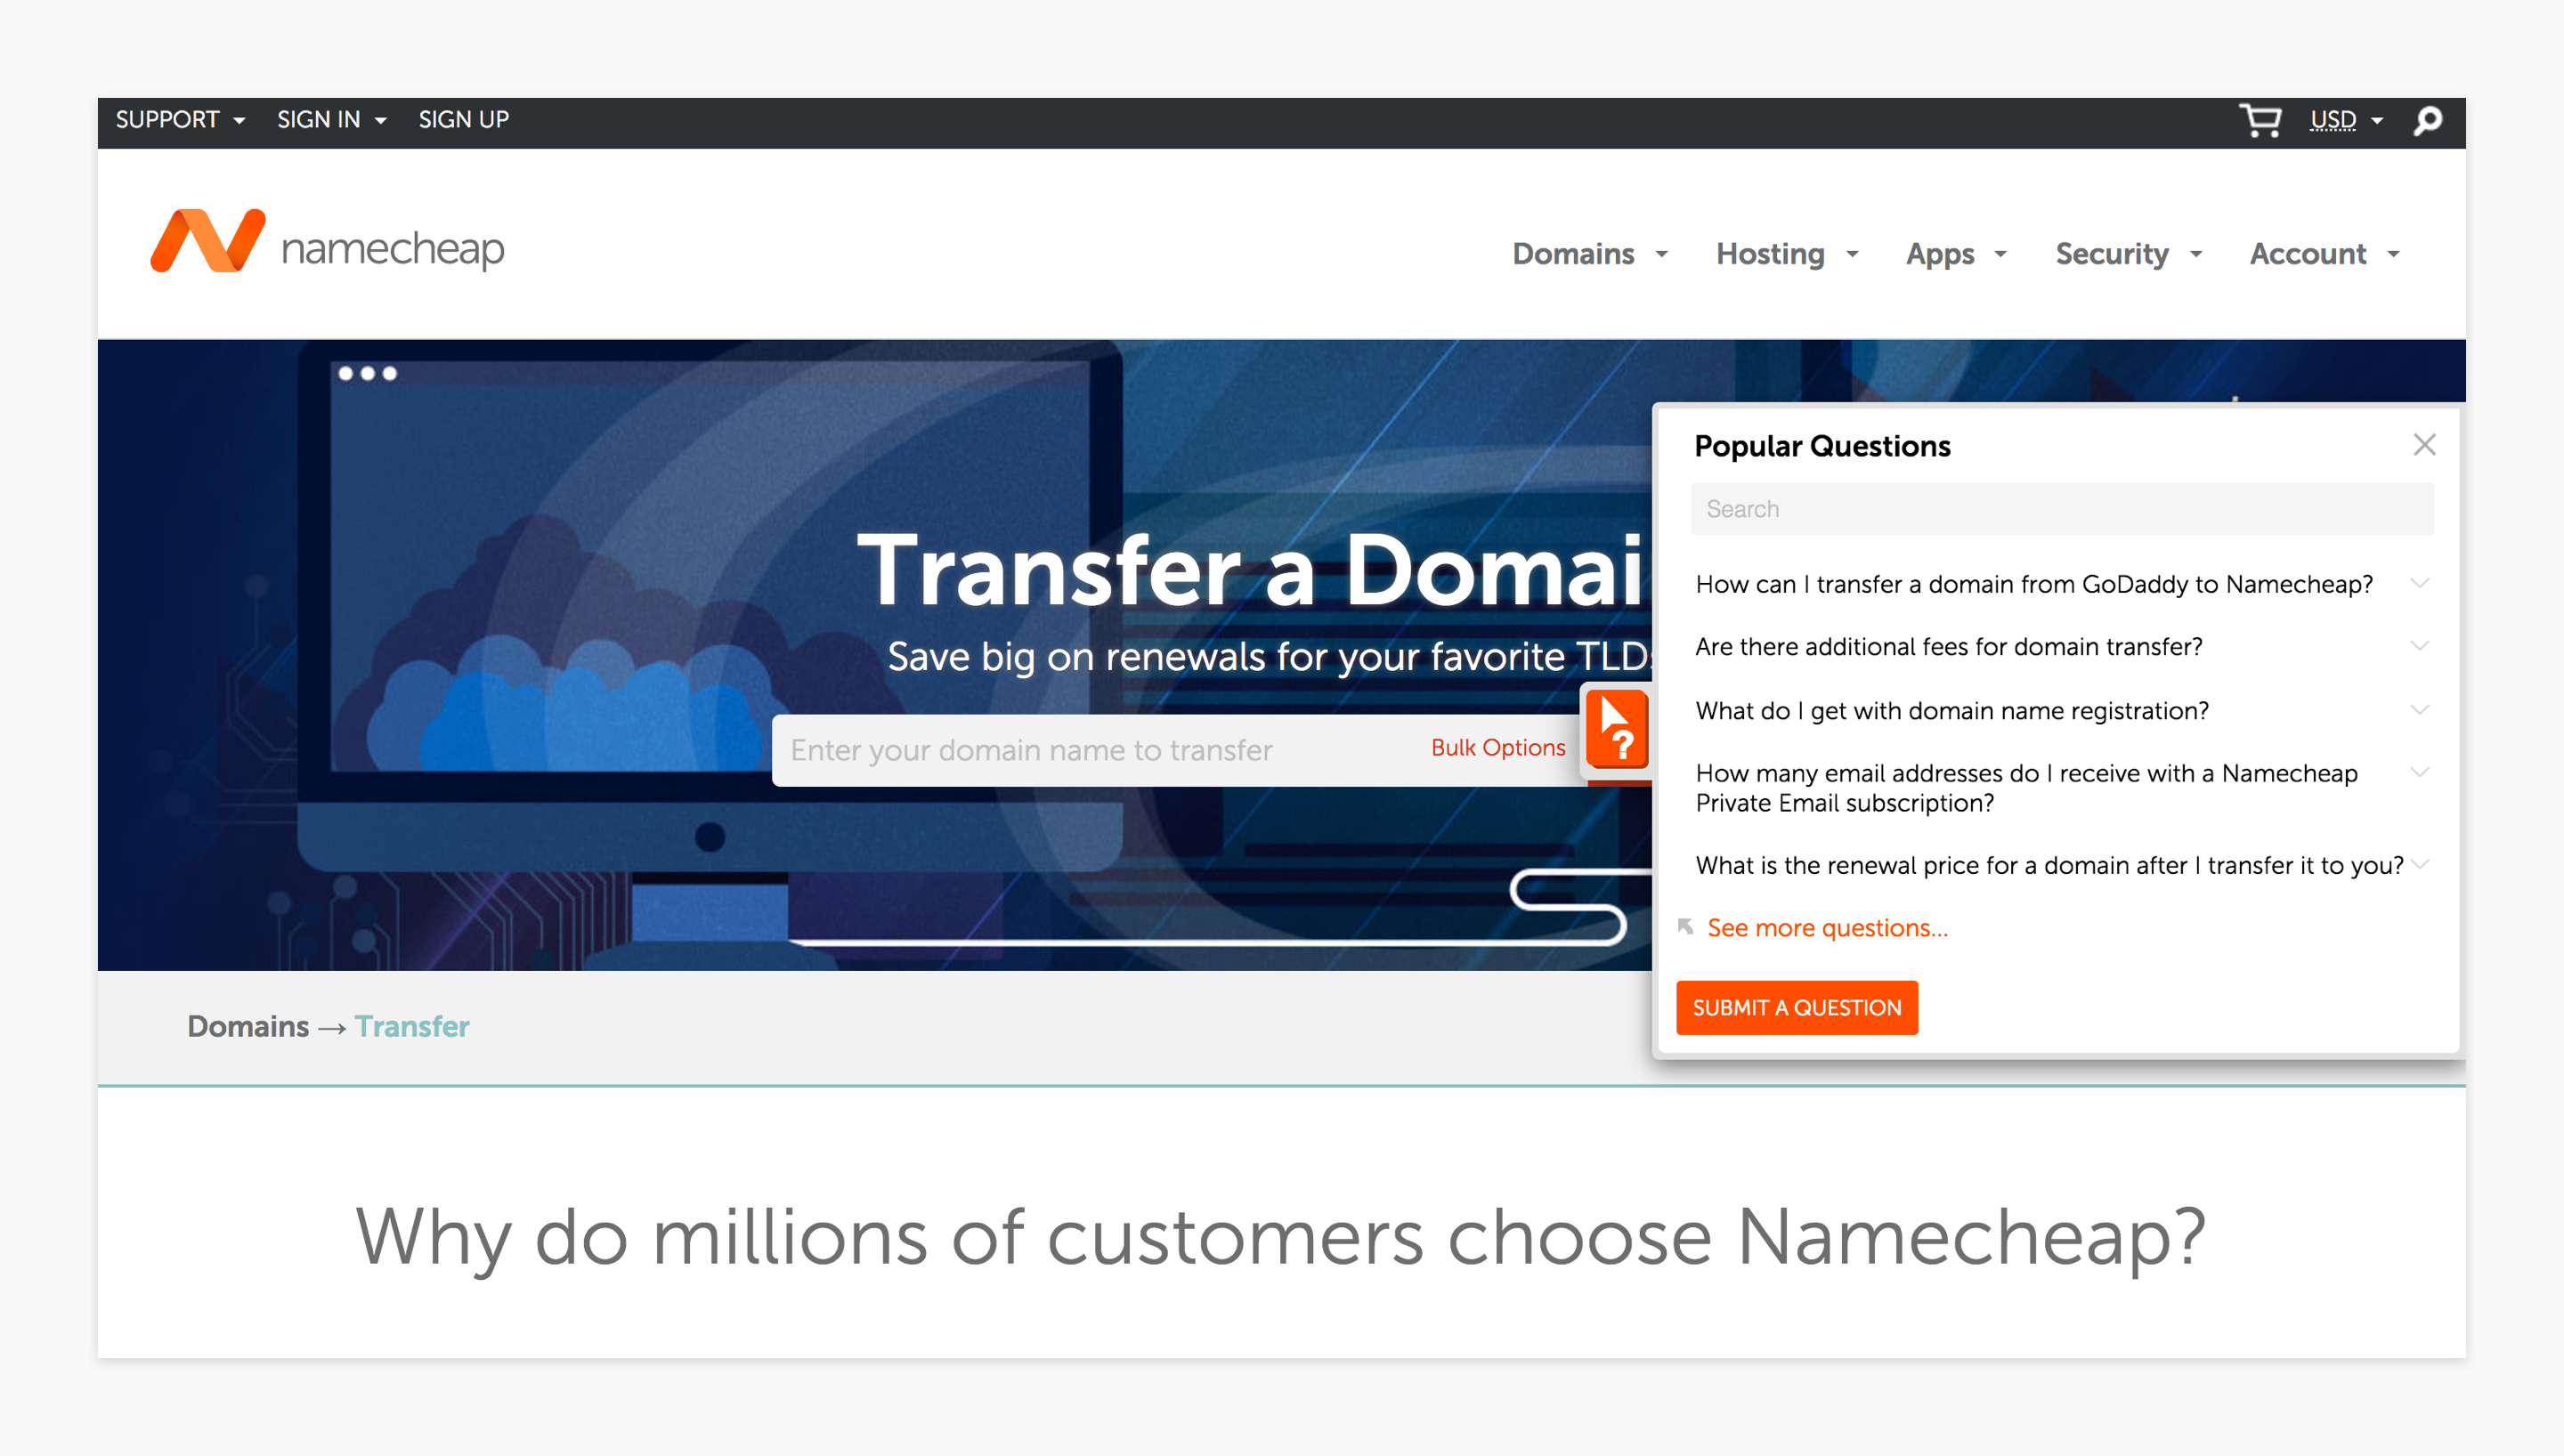 SUPPORT SIGN IN SIGN UP USD
namecheap
Domains Hosting Apps Security Account
Transfer a Domai
Save big on renewals for your favorite TLDs
Enter your domain name to transfer Bulk Options
?
Popular Questions
Search
How can I transfer a domain from GoDaddy to Namecheap?
Are there additional fees for domain transfer?
What do I get with domain name registration?
How many email addresses do I receive with a Namecheap
Private Email subscription?
What is the renewal price for a domain after I transfer it to you?
See more questions...
SUBMIT A QUESTION
Domains → Transfer
Why do millions of customers choose Namecheap?